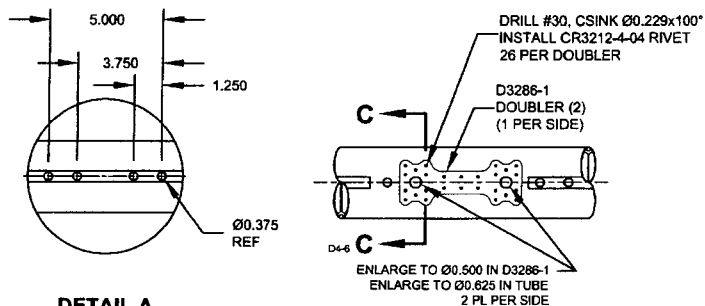 5.000
3.750
1.250
Ø0.375
REF
DETAIL A
DRILL #30, CSINK Ø0.229x100°
INSTALL CR3212-4-04 RIVET
26 PER DOUBLER
D3286-1
DOUBLER (2)
(1 PER SIDE)
C
D4-6 C
ENLARGE TO Ø0.500 IN D3286-1
ENLARGE TO Ø0.625 IN TUBE
2 PL PER SIDE